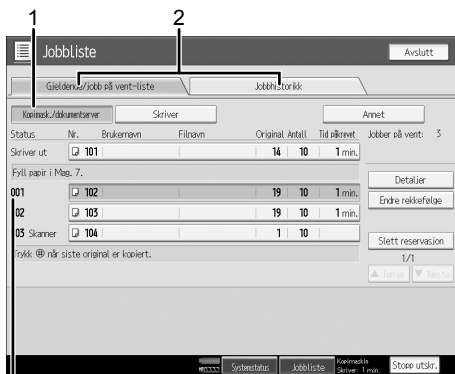 1 2
Jobbliste Avslutt
Gjeldende/jobb på vent-liste Jobbhistorikk
Kopimask./dokumentserver Skriver Annet
Status Nr. Brukernavn Filnavn Original Antall Tid påkrevet Jobber på vent: 3
Skriver ut 101 14 10 1 min.
Fyll papir i Mag. 7.
001 102 19 10 1 min.
02 103 19 10 1 min.
03 Skanner 104 1 10
Trykk # når siste original er kopiert.
Detaljer
Endre rekkefølge
Slett reservasjon
1/1
▲ Forrige ▼ Neste
Systemstatus Jobbliste Kopimaskin Skriver: 1 min. Stopp utskr.